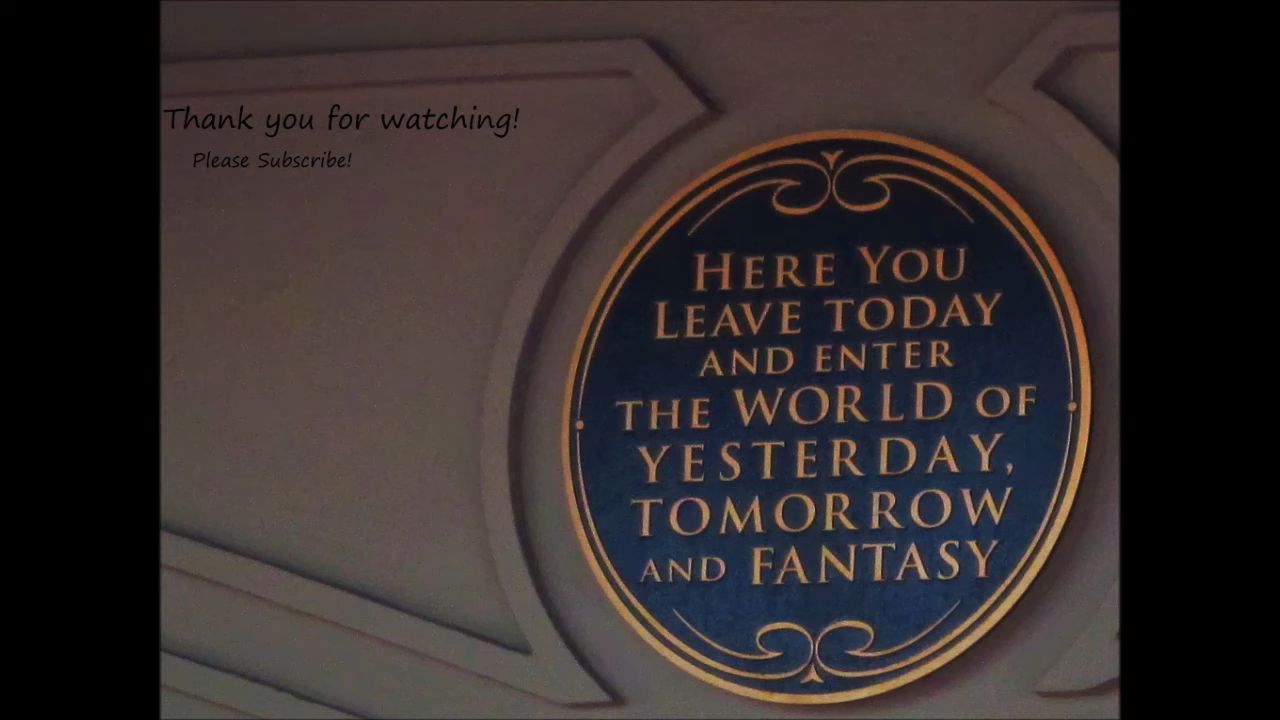 Thank you for watching!
Please Subscribe!
HERE YOU
LEAVE TODAY
AND ENTER
THE WORLD OF
YESTERDAY,
TOMORROW
AND FANTASY